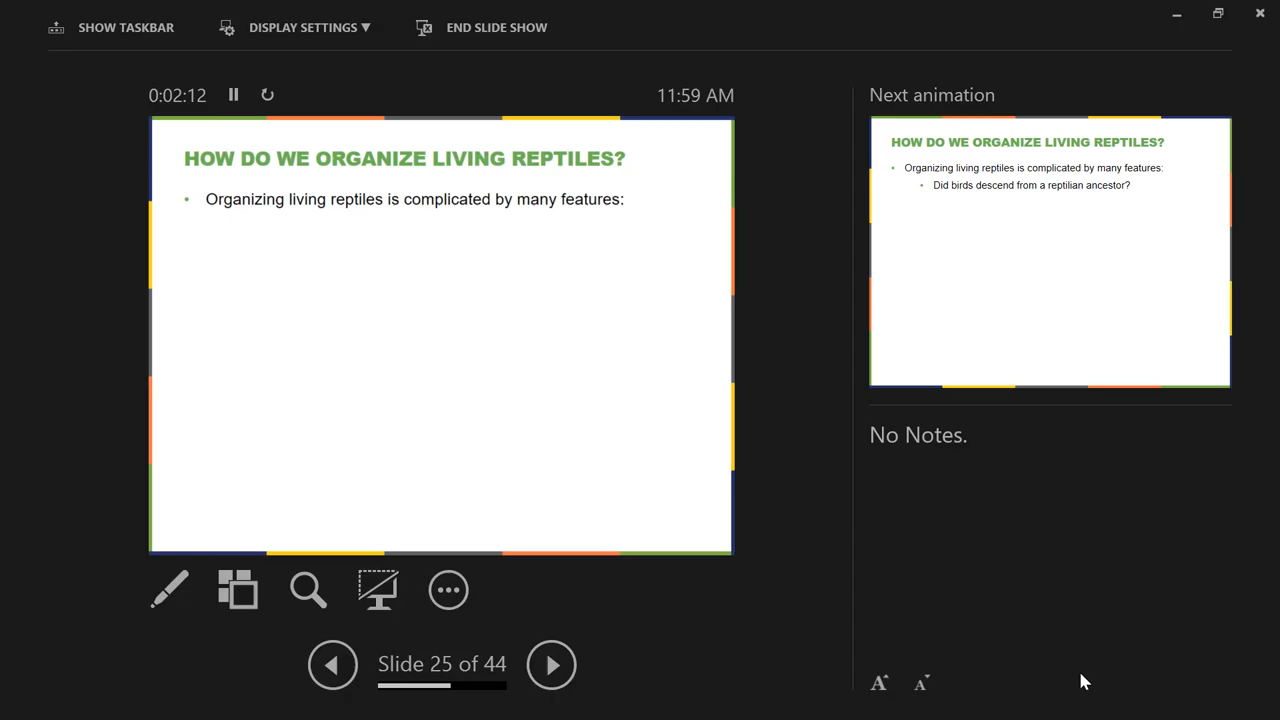 SHOW TASKBAR
DISPLAY SETTINGS ▼
END SLIDE SHOW
0:02:12
11:59 AM
HOW DO WE ORGANIZE LIVING REPTILES?
• Organizing living reptiles is complicated by many features:
Slide 25 of 44
Next animation
HOW DO WE ORGANIZE LIVING REPTILES?
• Organizing living reptiles is complicated by many features:
• Did birds descend from a reptilian ancestor?
No Notes.
A A